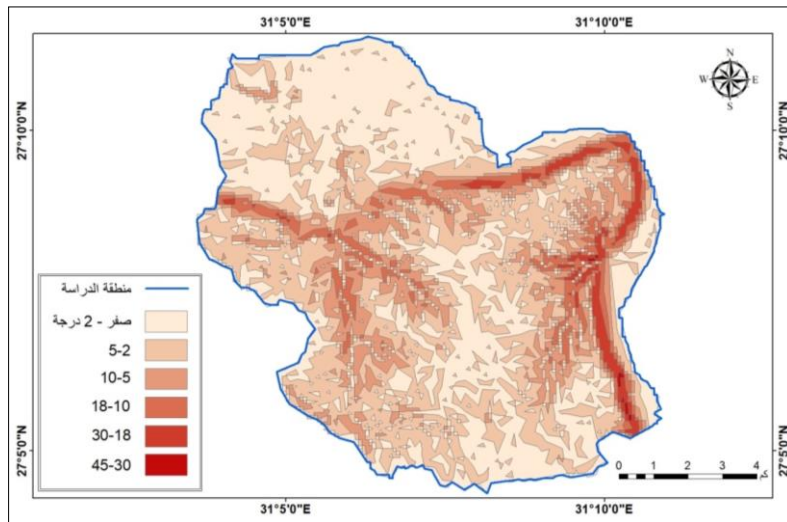 31°5'0"E
31°10'0"E
N
W E
S
27°10'0"N
27°10'0"N
منطقة الدراسة
صفر - 2 درجة
5-2
10-5
18-10
30-18
45-30
27°5'0"N
27°5'0"N
0 1 2 3 4
كم
31°5'0"E
31°10'0"E